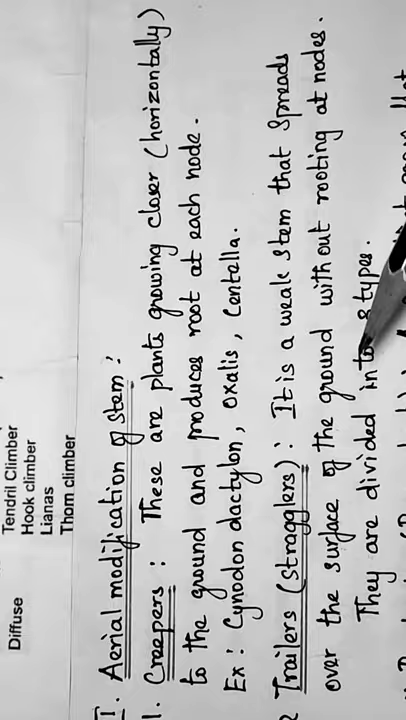 Tendril Climber
Hook climber
Lianas
Thorn climber
Diffuse
I. Aerial modification of stem:
1. Creepers : These are plants growing closer (horizontally)
to the ground and produces root at each node.
Ex : Cynodon dactylon, oxalis, Centella.
2 Trailers (Stragglers) : It is a weak stem that Spreads
over the surface of the ground without rooting at nodes.
They are divided into types.